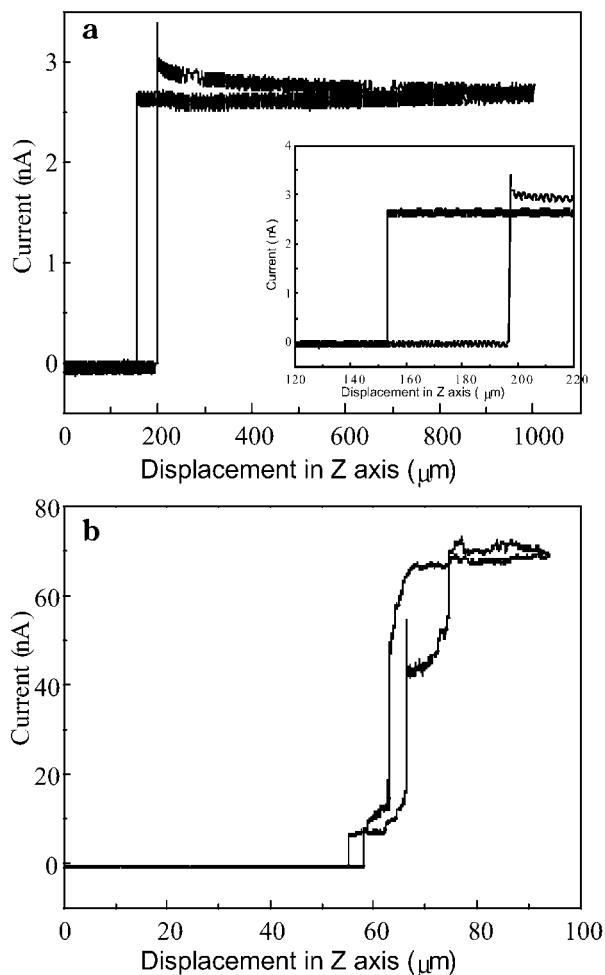 a
3
2
1
0
Current (nA)
0 200 400 600 800 1000
Displacement in Z axis (μm)
4
3
2
1
0
Current (nA)
120 140 160 180 200 220
Displacement in Z axis ( μm)
b
80
60
40
20
0
Current (nA)
0 20 40 60 80 100
Displacement in Z axis (μm)